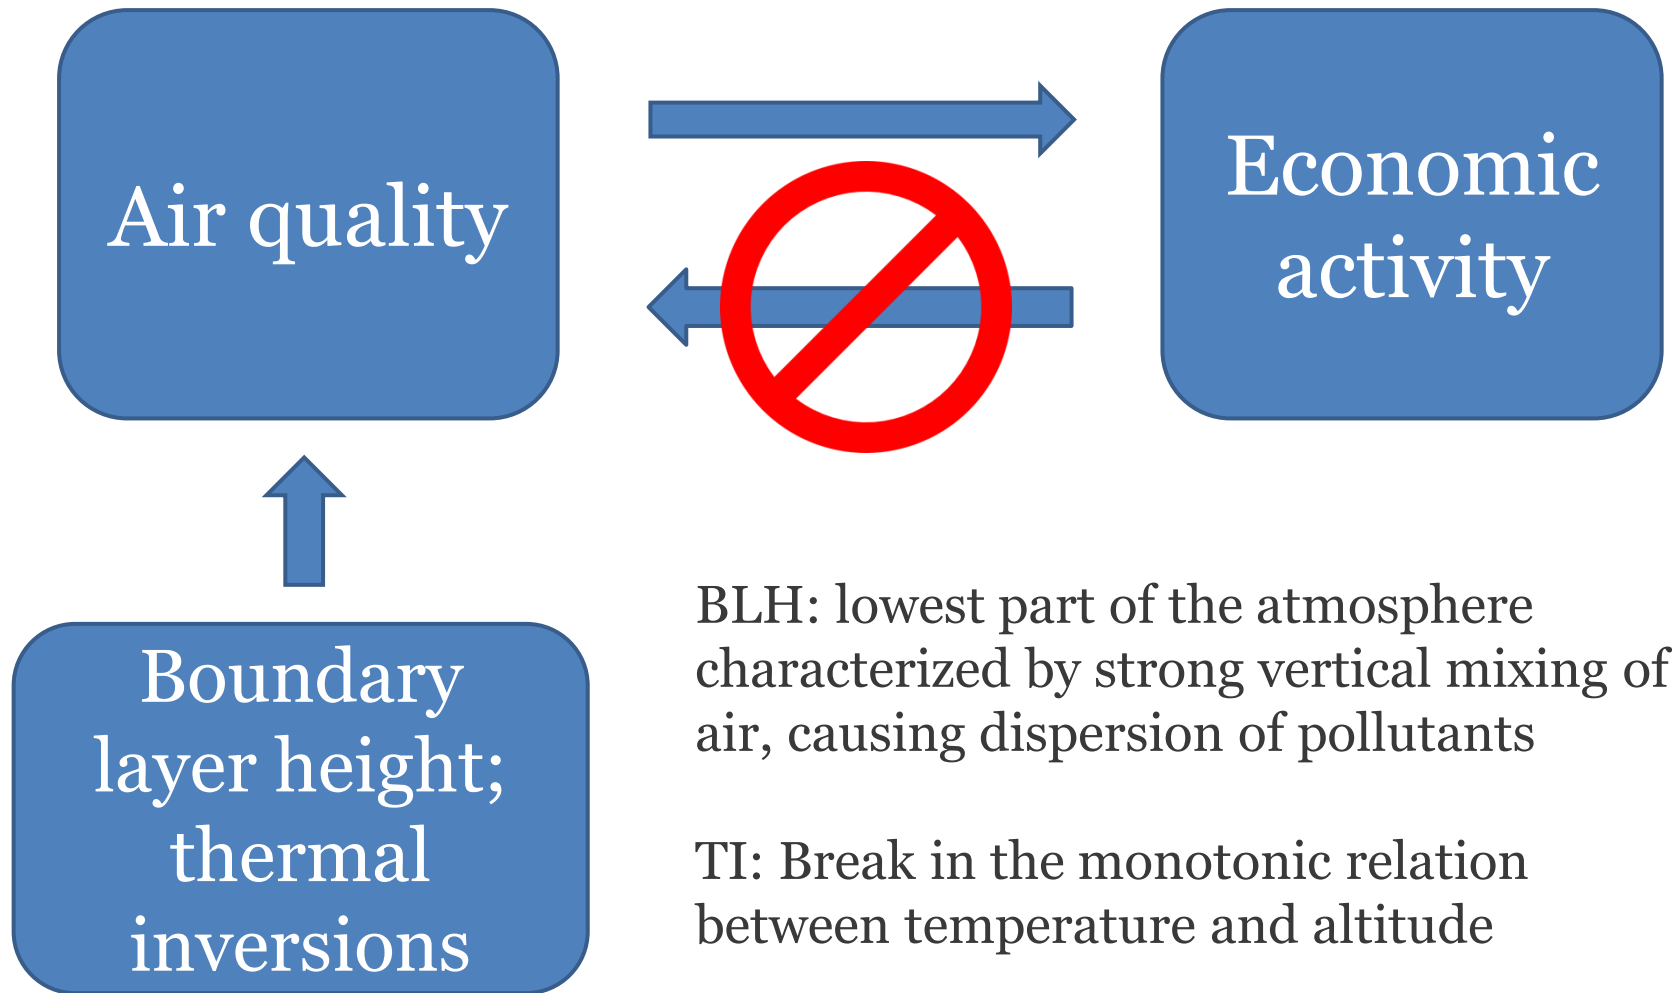 Air quality
Economic
activity
Boundary
layer height;
thermal
inversions
BLH: lowest part of the atmosphere
characterized by strong vertical mixing of
air, causing dispersion of pollutants
TI: Break in the monotonic relation
between temperature and altitude